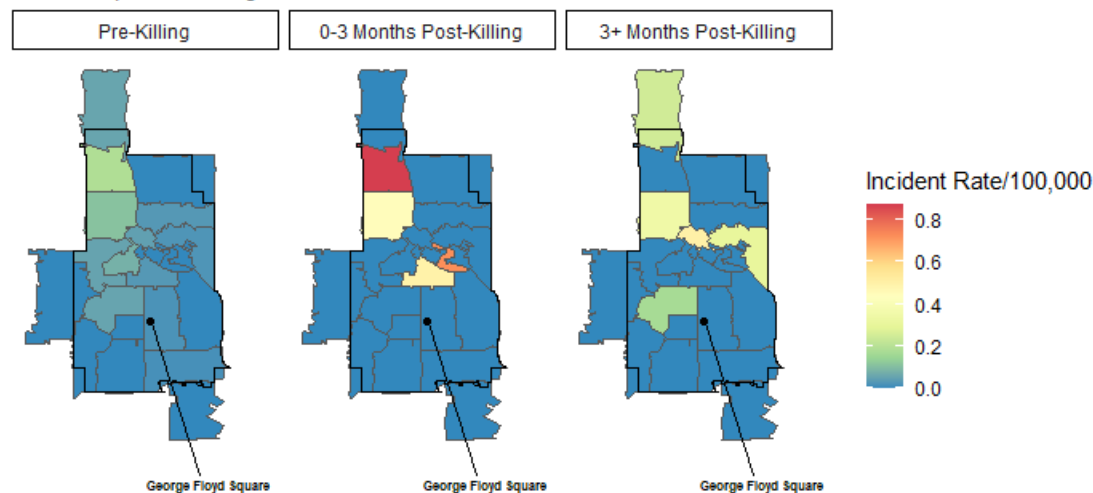 Pre-Killing
0-3 Months Post-Killing
3+ Months Post-Killing
Incident Rate/100,000
0.8
0.6
0.4
0.2
0.0
George Floyd Square
George Floyd Square
George Floyd Square